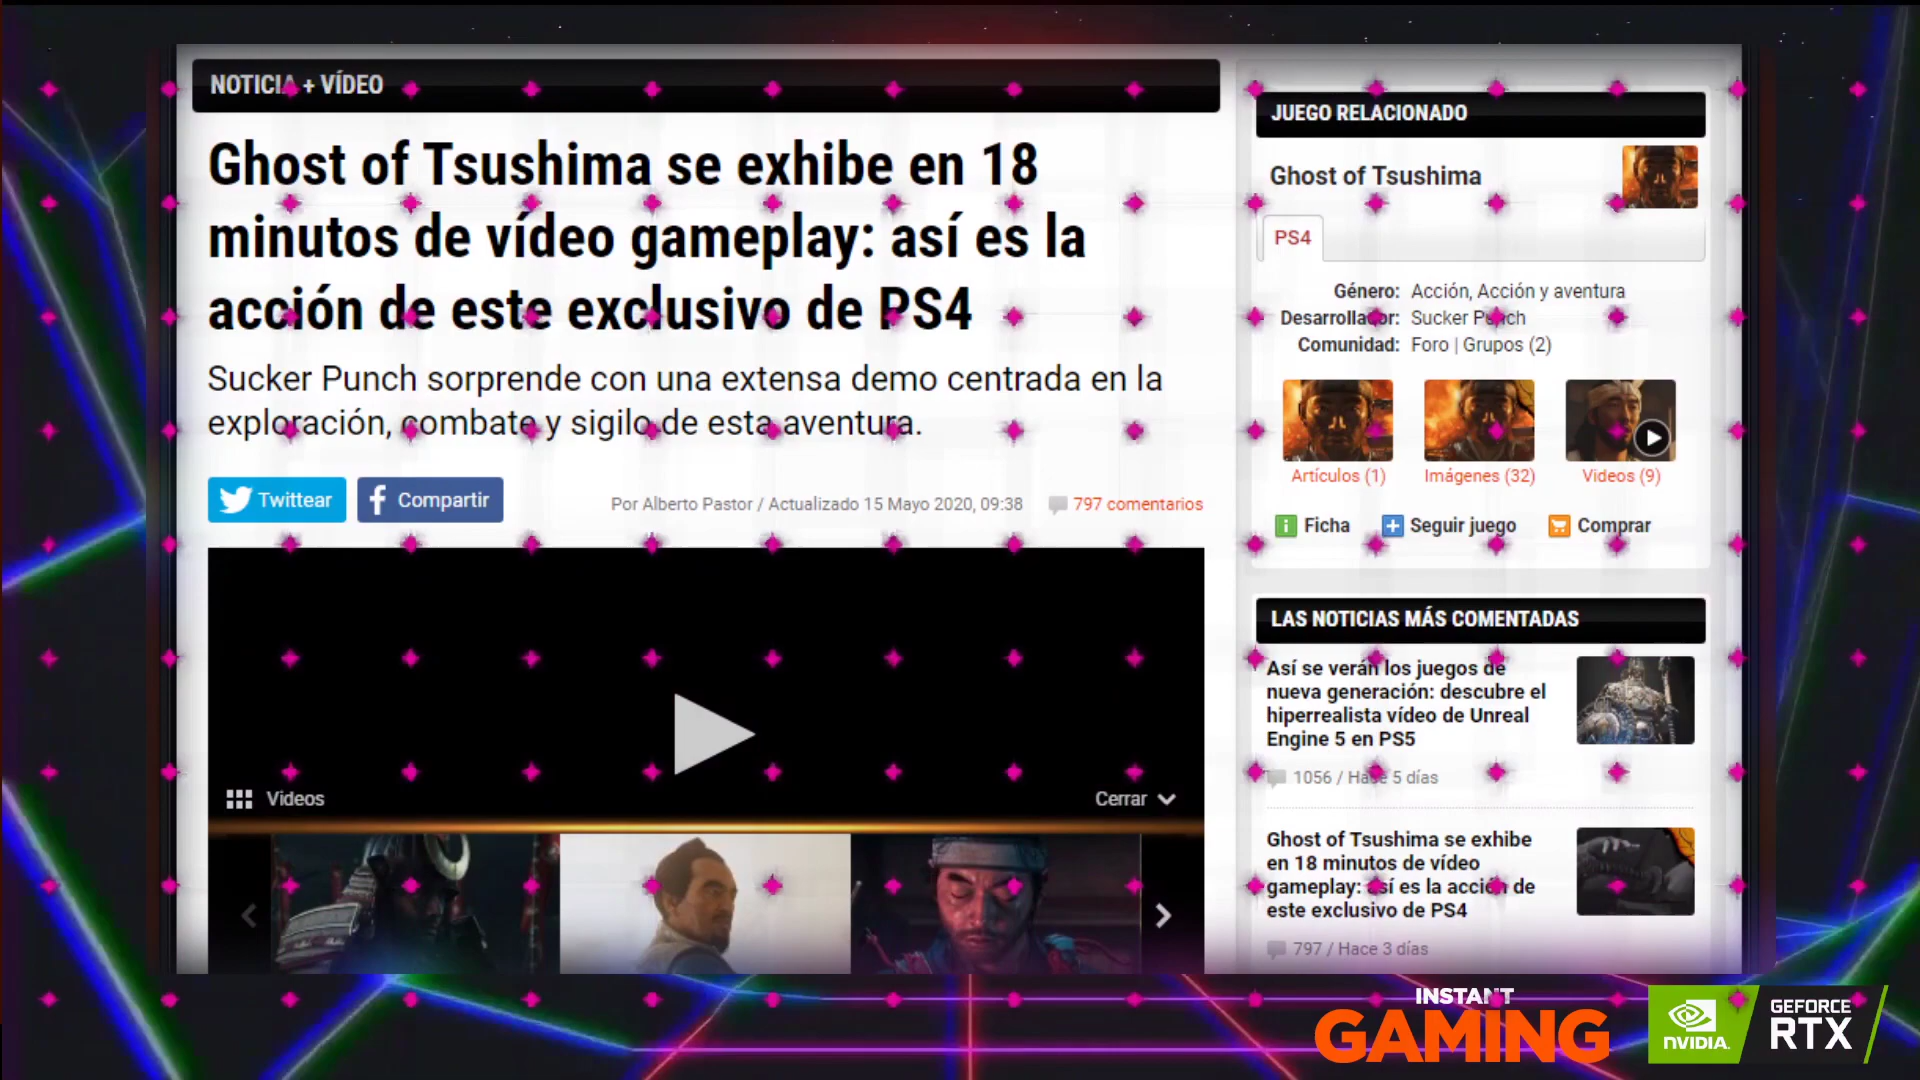 NOTICIA + VÍDEO
Ghost of Tsushima se exhibe en 18
minutos de vídeo gameplay: así es la
acción de este exclusivo de PS4
Sucker Punch sorprende con una extensa demo centrada en la
exploración, combate y sigilo de esta aventura.
Twittear
Compartir
Por Alberto Pastor / Actualizado 15 Mayo 2020, 09:38
797 comentarios
Videos
Cerrar
JUEGO RELACIONADO
Ghost of Tsushima
PS4
Género: Acción, Acción y aventura
Desarrollador: Sucker Punch
Comunidad: Foro | Grupos (2)
Artículos (1)
Imágenes (32)
Videos (9)
Ficha
Seguir juego
Comprar
LAS NOTICIAS MÁS COMENTADAS
Así se verán los juegos de
nueva generación: descubre el
hiperrealista vídeo de Unreal
Engine 5 en PS5
1056 / Hace 5 días
Ghost of Tsushima se exhibe
en 18 minutos de vídeo
gameplay: así es la acción de
este exclusivo de PS4
797 / Hace 3 días
INSTANT
GAMING
NVIDIA.
GEFORCE
RTX